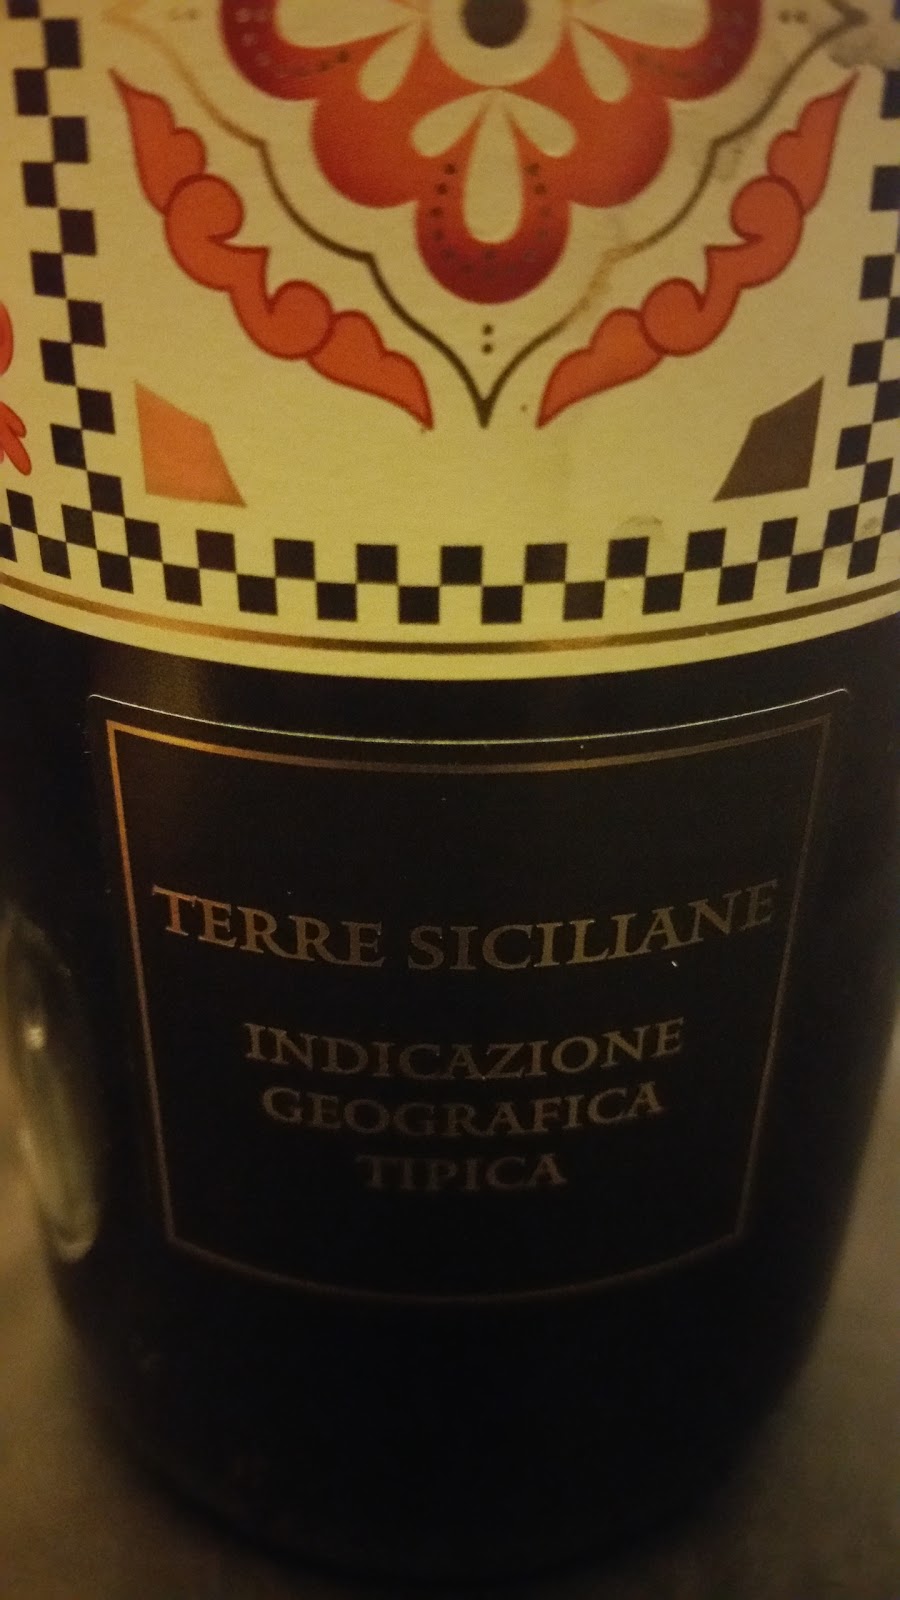 TERRE SICILIANE
INDICAZIONE
GEOGRAFICA
TIPICA